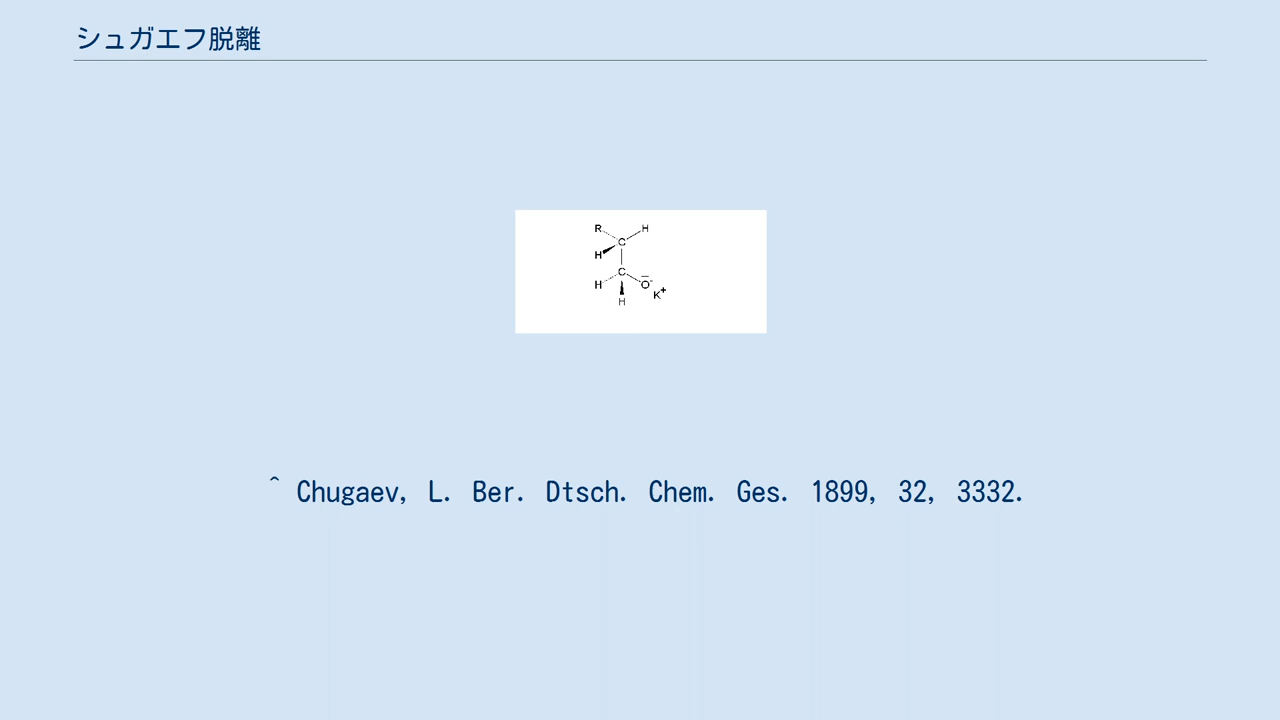 シュガエフ脱離
R H
C
H
C
H O⁻
K+
H
^ Chugaev, L. Ber. Dtsch. Chem. Ges. 1899, 32, 3332.